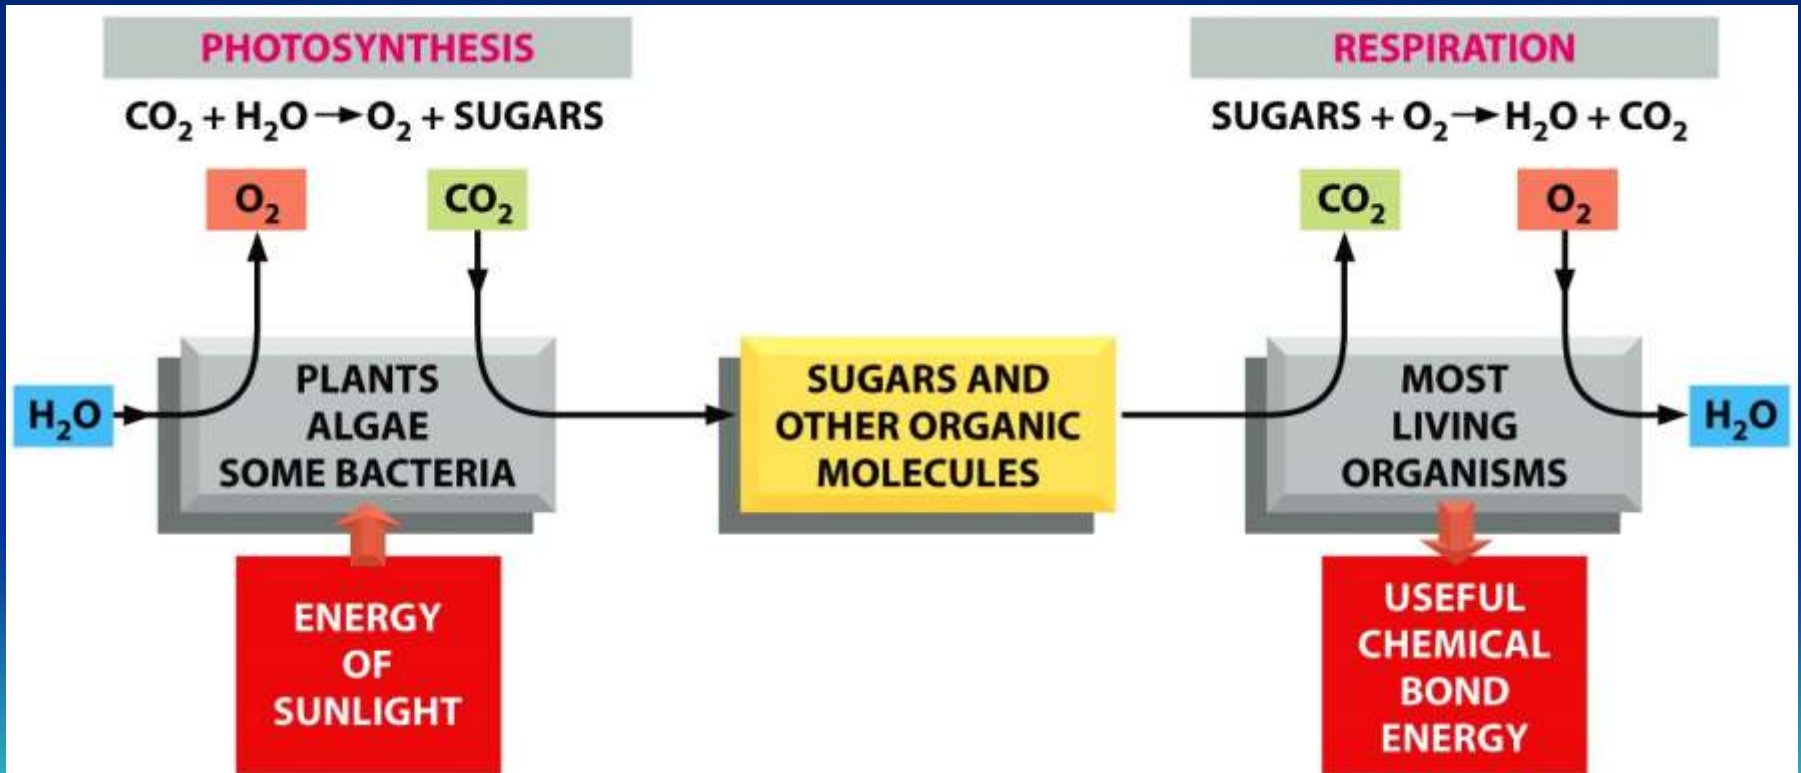 PHOTOSYNTHESIS
CO₂ + H₂O → O₂ + SUGARS
O₂
CO₂
H₂O
PLANTS
ALGAE
SOME BACTERIA
ENERGY
OF
SUNLIGHT
SUGARS AND
OTHER ORGANIC
MOLECULES
RESPIRATION
SUGARS + O₂ → H₂O + CO₂
CO₂
O₂
MOST
LIVING
ORGANISMS
H₂O
USEFUL
CHEMICAL
BOND
ENERGY